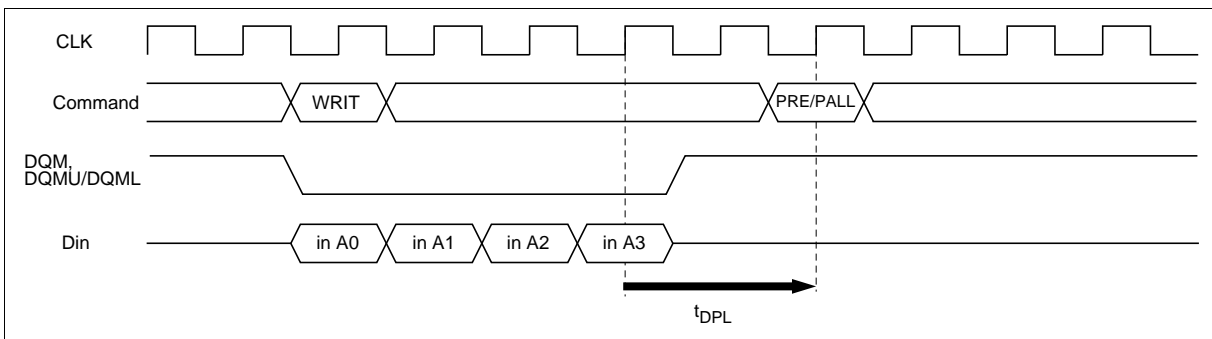 CLK
Command WRIT PRE/PALL
DQM,
DQMU/DQML
Din in A0 in A1 in A2 in A3
tDPL